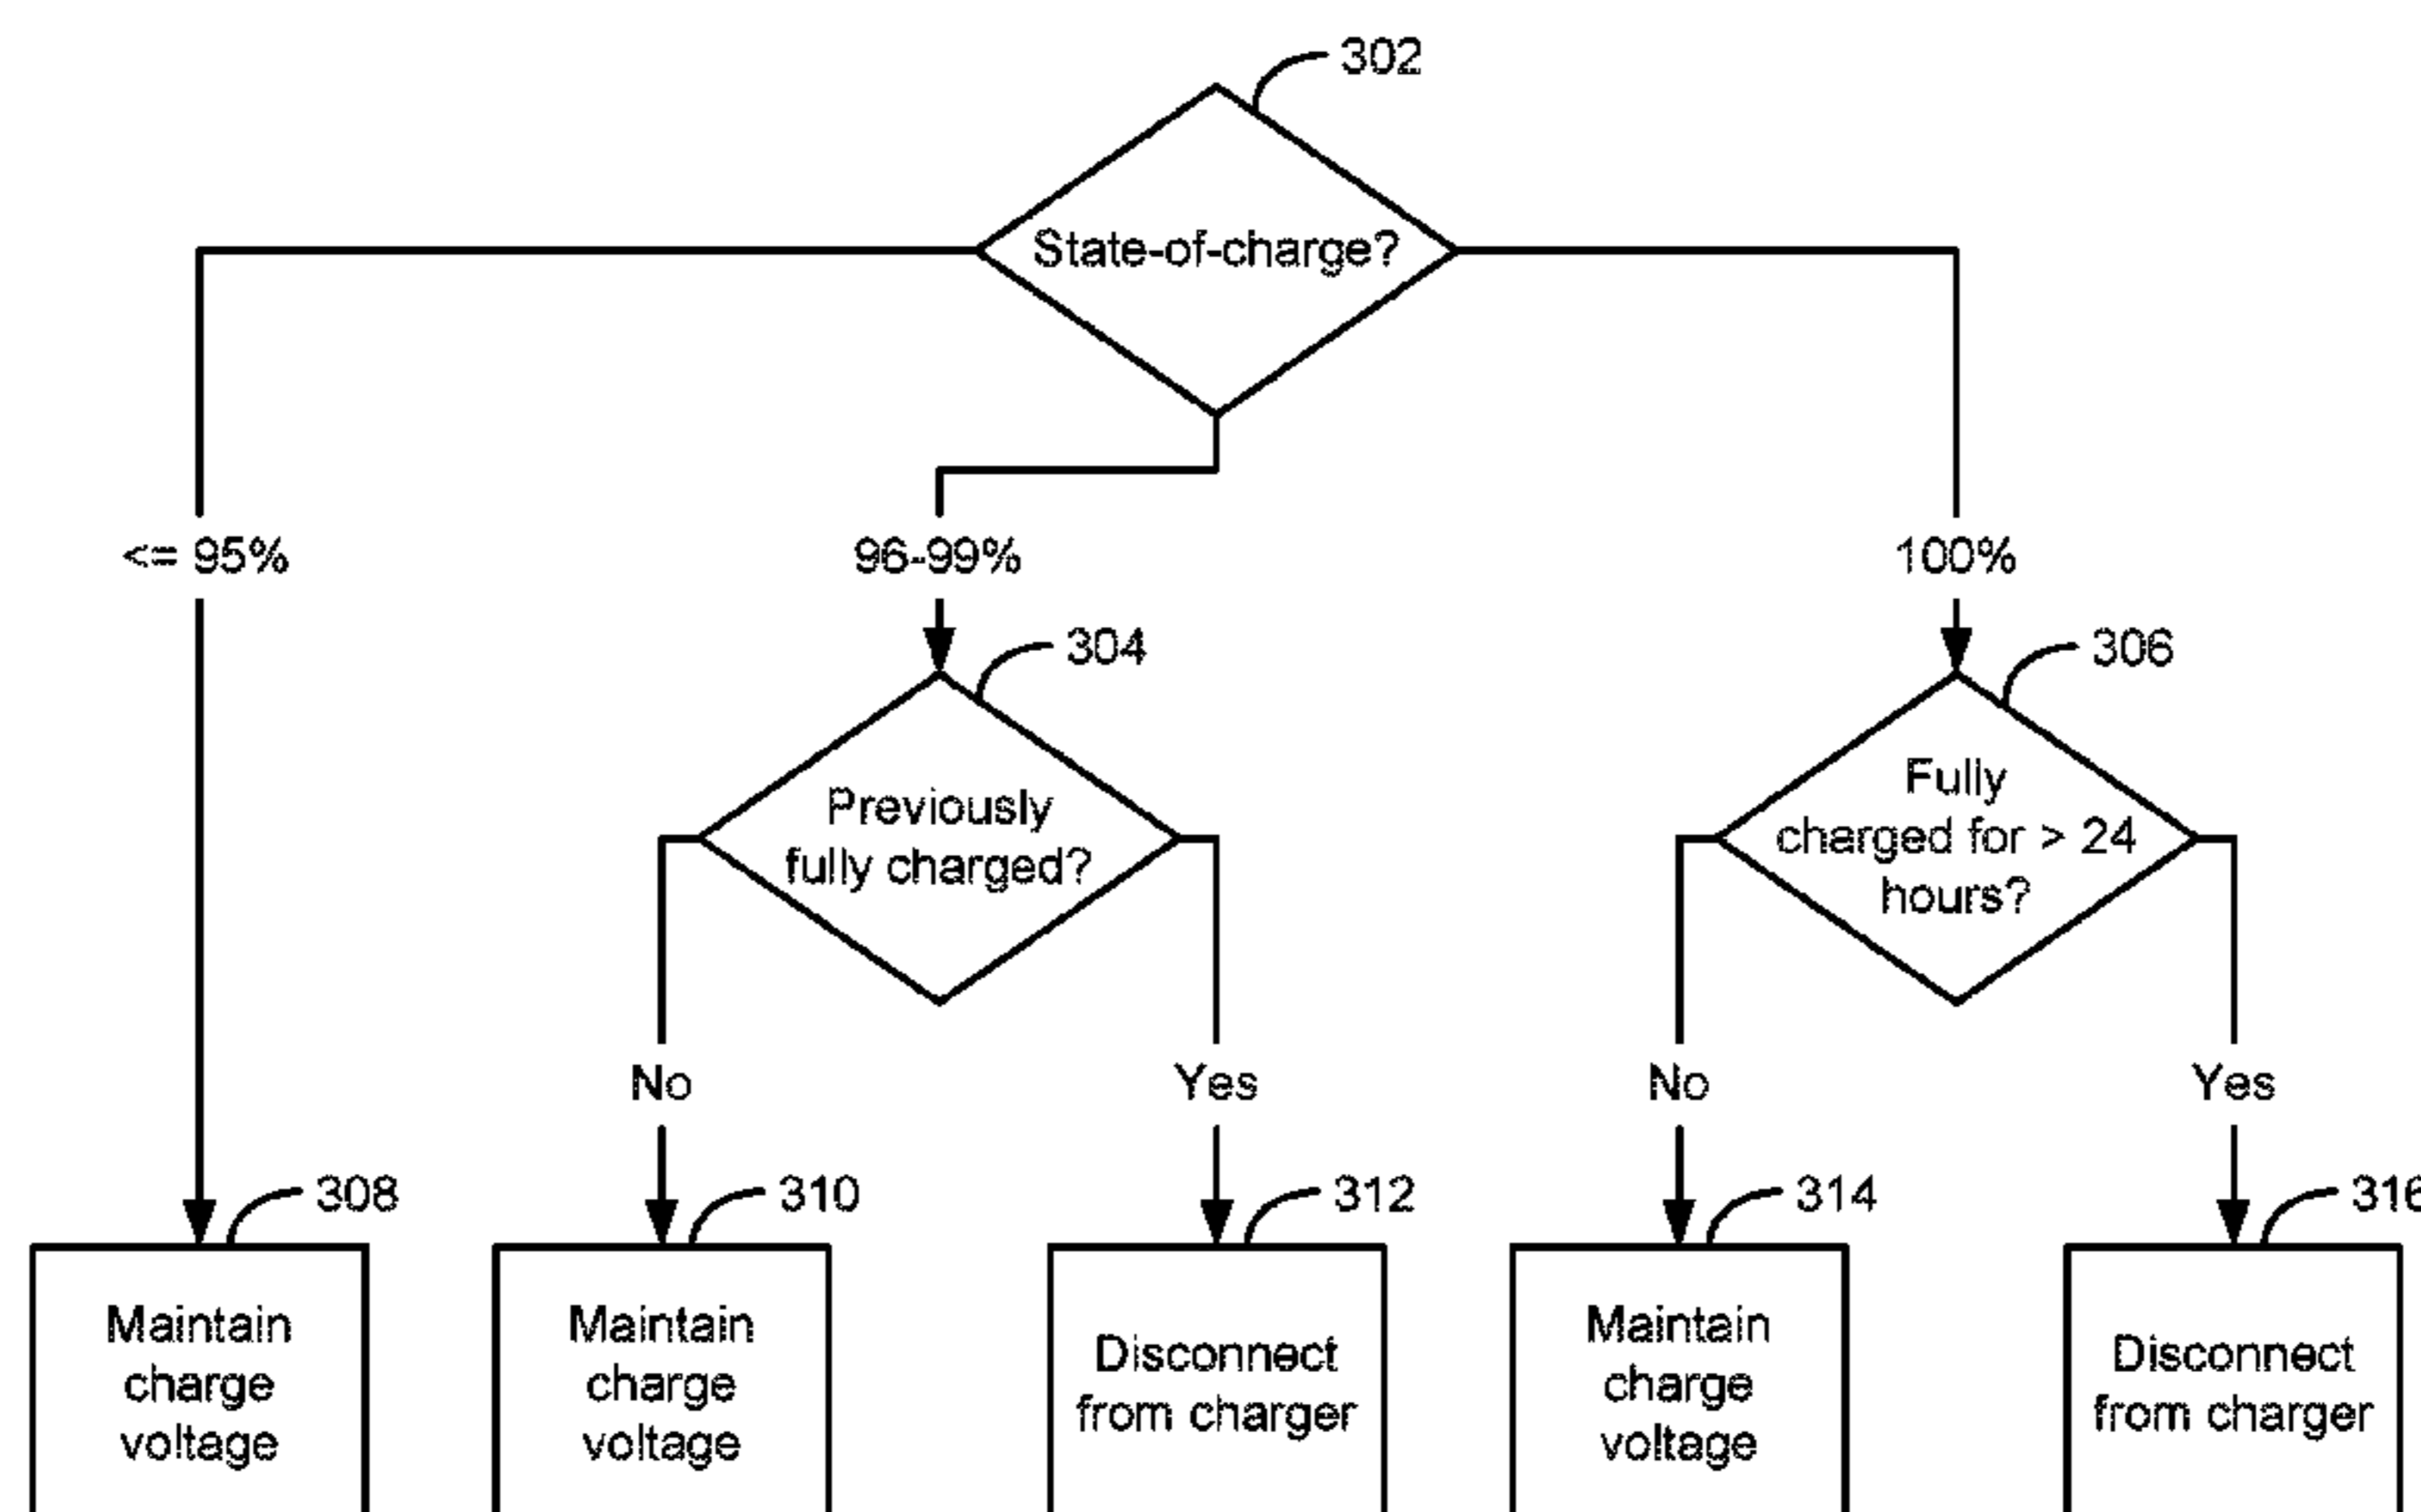 302
State-of-charge?
<= 95%
96-99%
100%
304
306
Previously
fully charged?
Fully
charged for > 24
hours?
No
Yes
No
Yes
308
310
312
314
316
Maintain
charge
voltage
Maintain
charge
voltage
Disconnect
from charger
Maintain
charge
voltage
Disconnect
from charger